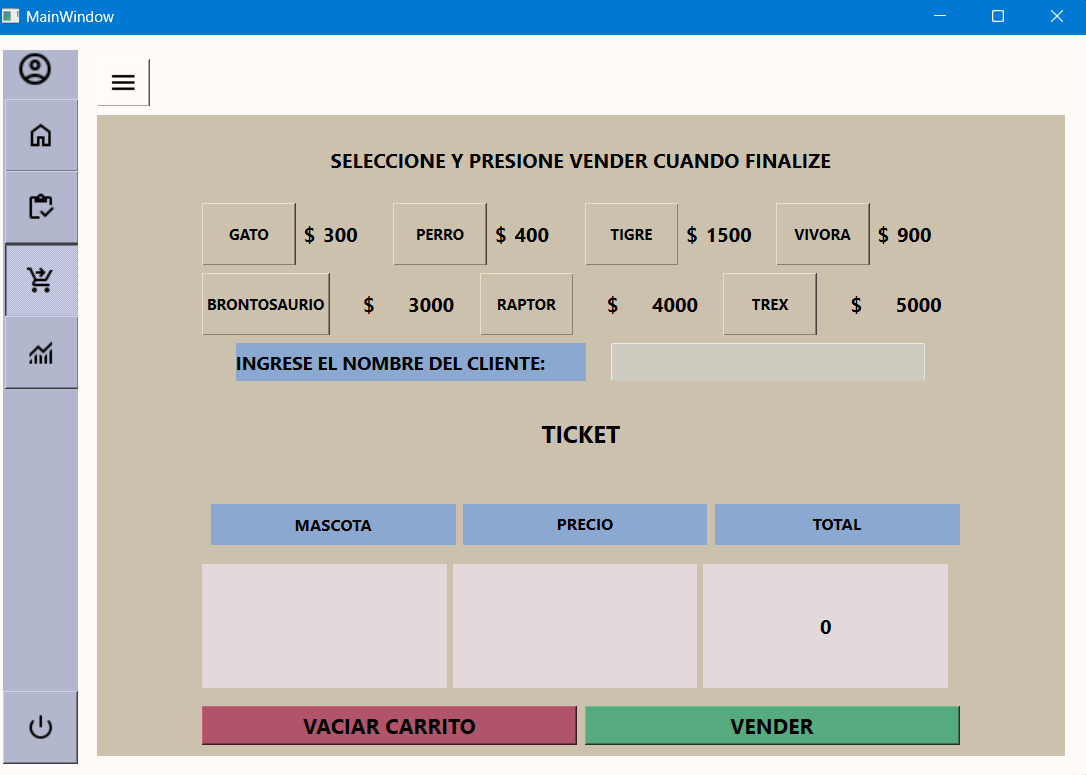 MainWindow
SELECCIONE Y PRESIONE VENDER CUANDO FINALIZE
GATO $ 300 PERRO $ 400 TIGRE $ 1500 VIVORA $ 900
BRONTOSAURIO $ 3000 RAPTOR $ 4000 TREX $ 5000
INGRESE EL NOMBRE DEL CLIENTE:
TICKET
MASCOTA PRECIO TOTAL
0
VACIAR CARRITO VENDER